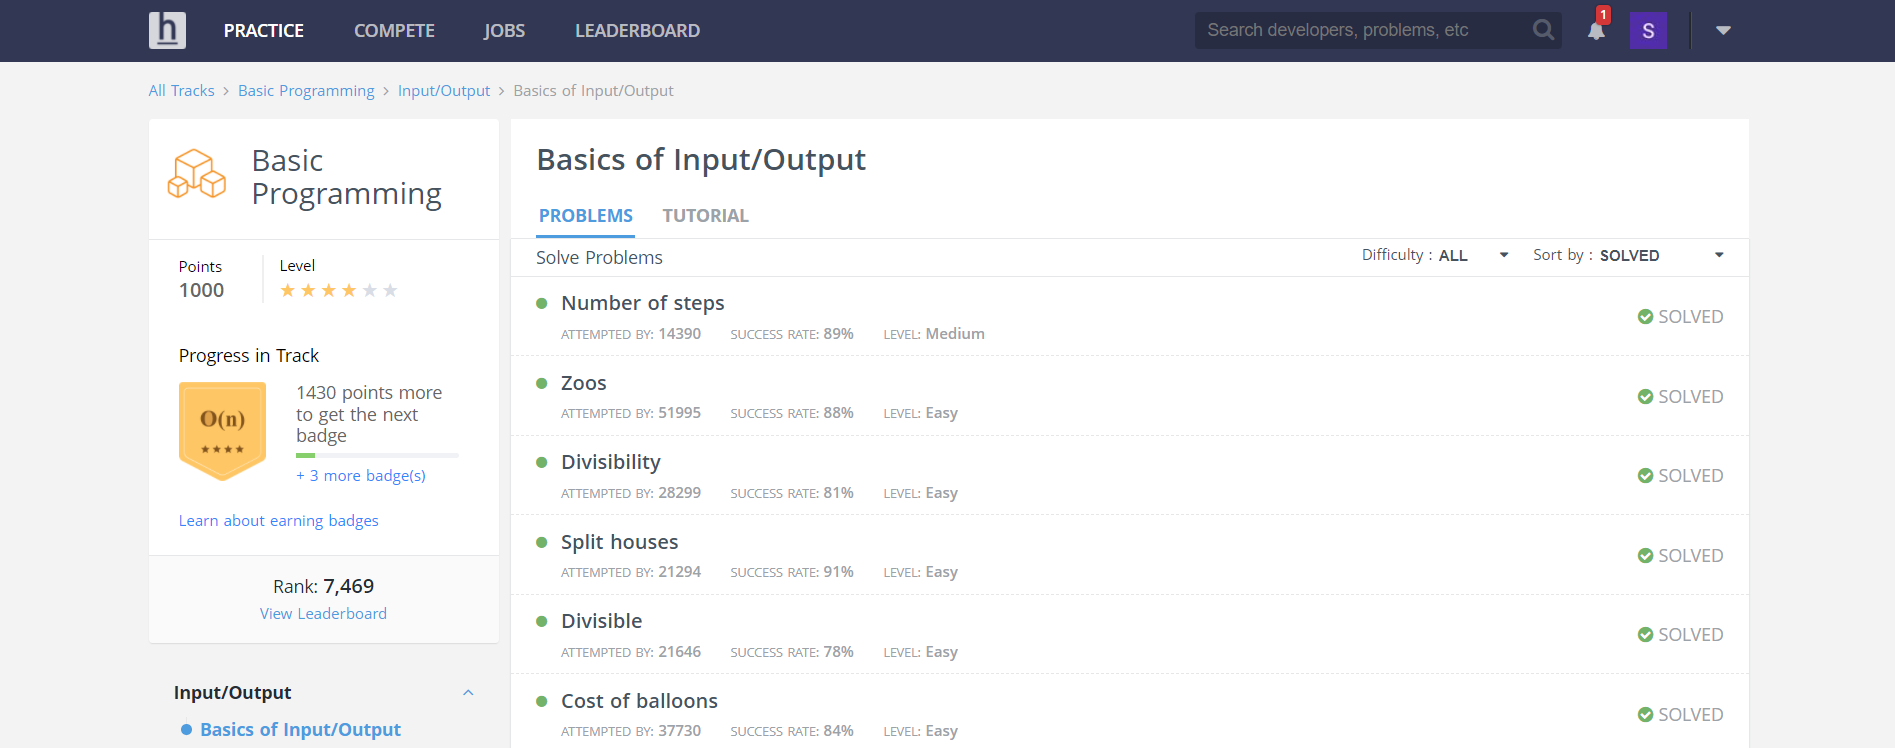 h PRACTICE COMPETE JOBS LEADERBOARD Search developers, problems, etc 1 S
All Tracks > Basic Programming > Input/Output > Basics of Input/Output
Basic
Programming
Points
1000
Level
Progress in Track
O(n)
1430 points more
to get the next
badge
+ 3 more badge(s)
Learn about earning badges
Rank: 7,469
View Leaderboard
Input/Output
Basics of Input/Output
Basics of Input/Output
PROBLEMS TUTORIAL
Solve Problems Difficulty : ALL Sort by : SOLVED
Number of steps
ATTEMPTED BY: 14390 SUCCESS RATE: 89% LEVEL: Medium
SOLVED
Zoos
ATTEMPTED BY: 51995 SUCCESS RATE: 88% LEVEL: Easy
SOLVED
Divisibility
ATTEMPTED BY: 28299 SUCCESS RATE: 81% LEVEL: Easy
SOLVED
Split houses
ATTEMPTED BY: 21294 SUCCESS RATE: 91% LEVEL: Easy
SOLVED
Divisible
ATTEMPTED BY: 21646 SUCCESS RATE: 78% LEVEL: Easy
SOLVED
Cost of balloons
ATTEMPTED BY: 37730 SUCCESS RATE: 84% LEVEL: Easy
SOLVED